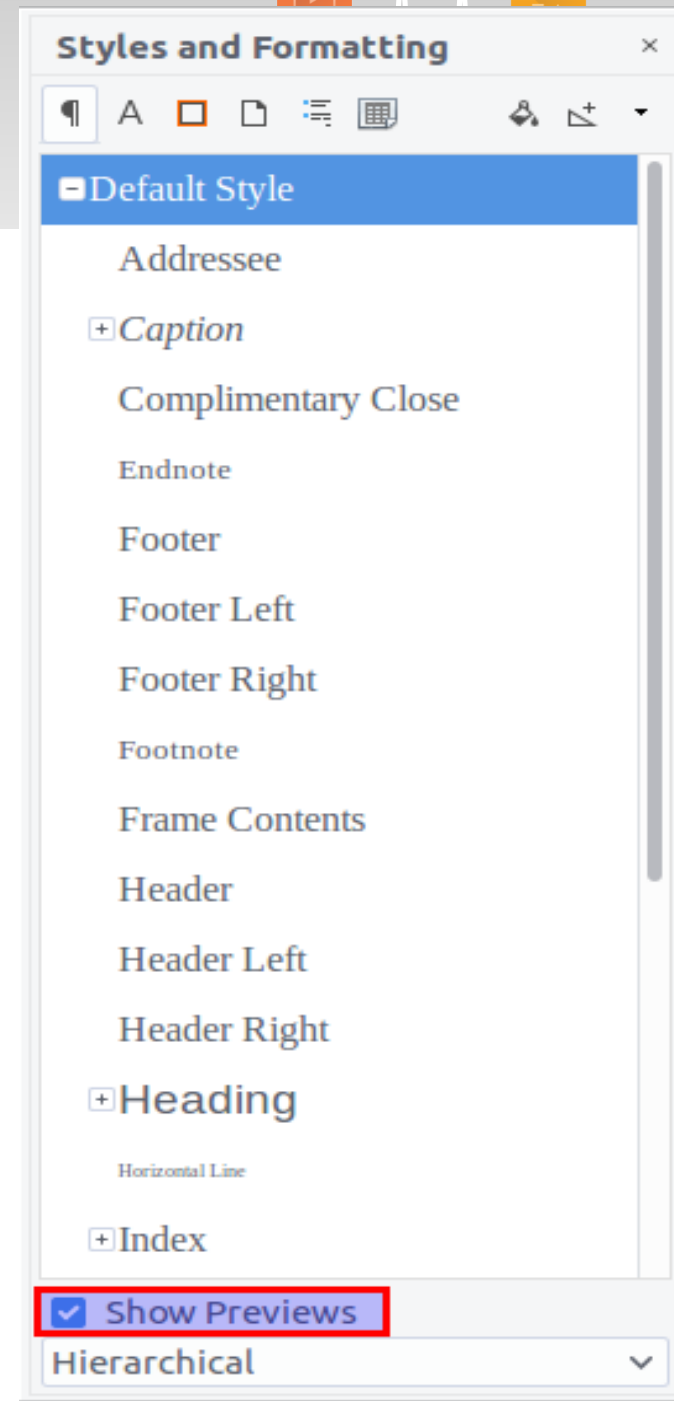 Styles and Formatting
Default Style
Addressee
Caption
Complimentary Close
Endnote
Footer
Footer Left
Footer Right
Footnote
Frame Contents
Header
Header Left
Header Right
Heading
Horizontal Line
Index
Show Previews
Hierarchical